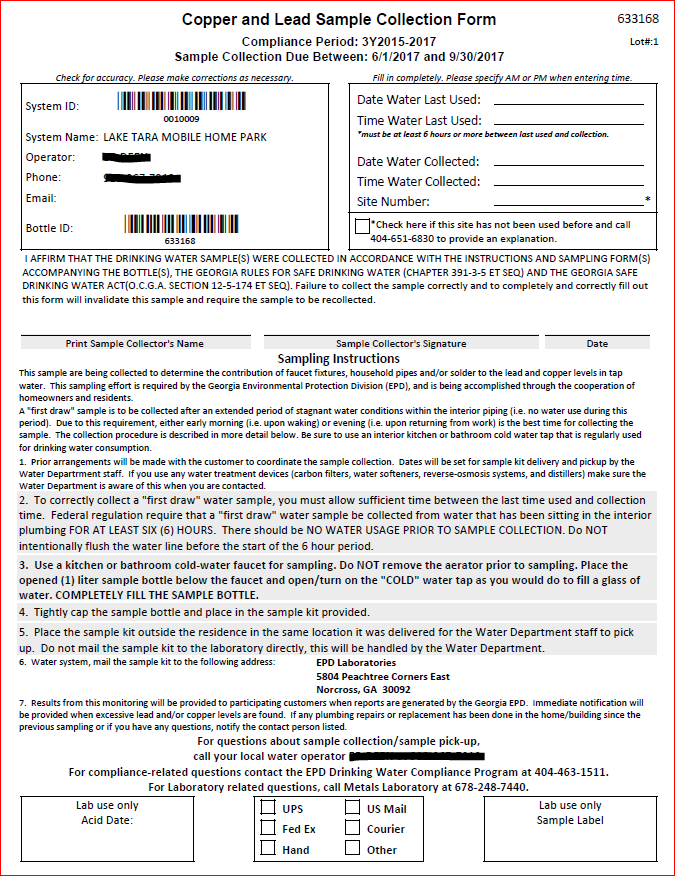 Copper and Lead Sample Collection Form
633168
Compliance Period: 3Y2015-2017
Lot#:1
Sample Collection Due Between: 6/1/2017 and 9/30/2017
Check for accuracy. Please make corrections as necessary.
System ID:
0010009
System Name: LAKE TARA MOBILE HOME PARK
Operator:
Phone:
Email:
Bottle ID:
633168
Fill in completely. Please specify AM or PM when entering time.
Date Water Last Used:
Time Water Last Used:
*must be at least 6 hours or more between last used and collection.
Date Water Collected:
Time Water Collected:
Site Number: *
*Check here if this site has not been used before and call
404-651-6830 to provide an explanation.
I AFFIRM THAT THE DRINKING WATER SAMPLE(S) WERE COLLECTED IN ACCORDANCE WITH THE INSTRUCTIONS AND SAMPLING FORM(S)
ACCOMPANYING THE BOTTLE(S), THE GEORGIA RULES FOR SAFE DRINKING WATER (CHAPTER 391-3-5 ET SEQ) AND THE GEORGIA SAFE
DRINKING WATER ACT(O.C.G.A. SECTION 12-5-174 ET SEQ). Failure to collect the sample correctly and to completely and correctly fill out
this form will invalidate this sample and require the sample to be recollected.
Print Sample Collector's Name
Sample Collector's Signature
Date
Sampling Instructions
This sample are being collected to determine the contribution of faucet fixtures, household pipes and/or solder to the lead and copper levels in tap
water. This sampling effort is required by the Georgia Environmental Protection Division (EPD), and is being accomplished through the cooperation of
homeowners and residents.
A "first draw" sample is to be collected after an extended period of stagnant water conditions within the interior piping (i.e. no water use during this
period). Due to this requirement, either early morning (i.e. upon waking) or evening (i.e. upon returning from work) is the best time for collecting the
sample. The collection procedure is described in more detail below. Be sure to use an interior kitchen or bathroom cold water tap that is regularly used
for drinking water consumption.
1. Prior arrangements will be made with the customer to coordinate the sample collection. Dates will be set for sample kit delivery and pickup by the
Water Department staff. If you use any water treatment devices (carbon filters, water softeners, reverse-osmosis systems, and distillers) make sure the
Water Department is aware of this when you are contacted.
2. To correctly collect a "first draw" water sample, you must allow sufficient time between the last time used and collection
time. Federal regulation require that a "first draw" water sample be collected from water that has been sitting in the interior
plumbing FOR AT LEAST SIX (6) HOURS. There should be NO WATER USAGE PRIOR TO SAMPLE COLLECTION. Do NOT
intentionally flush the water line before the start of the 6 hour period.
3. Use a kitchen or bathroom cold-water faucet for sampling. Do NOT remove the aerator prior to sampling. Place the
opened (1) liter sample bottle below the faucet and open/turn on the "COLD" water tap as you would do to fill a glass of
water. COMPLETELY FILL THE SAMPLE BOTTLE.
4. Tightly cap the sample bottle and place in the sample kit provided.
5. Place the sample kit outside the residence in the same location it was delivered for the Water Department staff to pick
up. Do not mail the sample kit to the laboratory directly, this will be handled by the Water Department.
6. Water system, mail the sample kit to the following address: EPD Laboratories
5804 Peachtree Corners East
Norcross, GA 30092
7. Results from this monitoring will be provided to participating customers when reports are generated by the Georgia EPD. Immediate notification will
be provided when excessive lead and/or copper levels are found. If any plumbing repairs or replacement has been done in the home/building since the
previous sampling or if you have any questions, notify the contact person listed.
For questions about sample collection/sample pick-up,
call your local water operator
For compliance-related questions contact the EPD Drinking Water Compliance Program at 404-463-1511.
For Laboratory related questions, call Metals Laboratory at 678-248-7440.
Lab use only
Acid Date:
UPS
US Mail
Fed Ex
Courier
Hand
Other
Lab use only
Sample Label